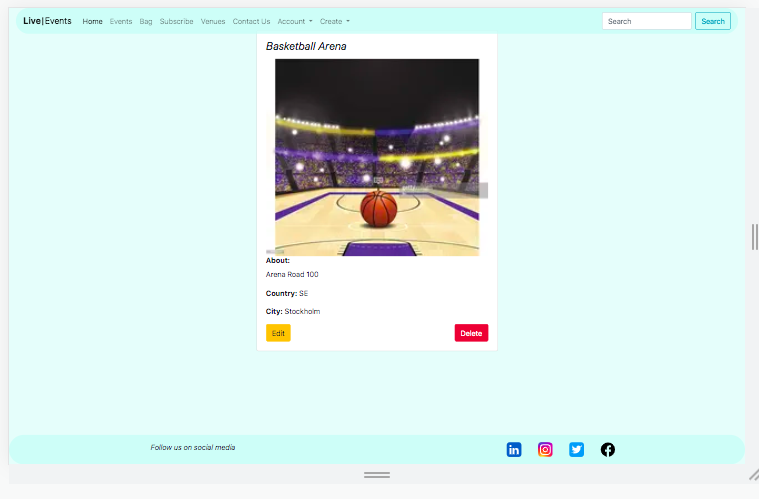 Live|Events Home Events Bag Subscribe Venues Contact Us Account Create Search Search
Basketball Arena
About:
Arena Road 100
Country: SE
City: Stockholm
Edit Delete
Follow us on social media
in